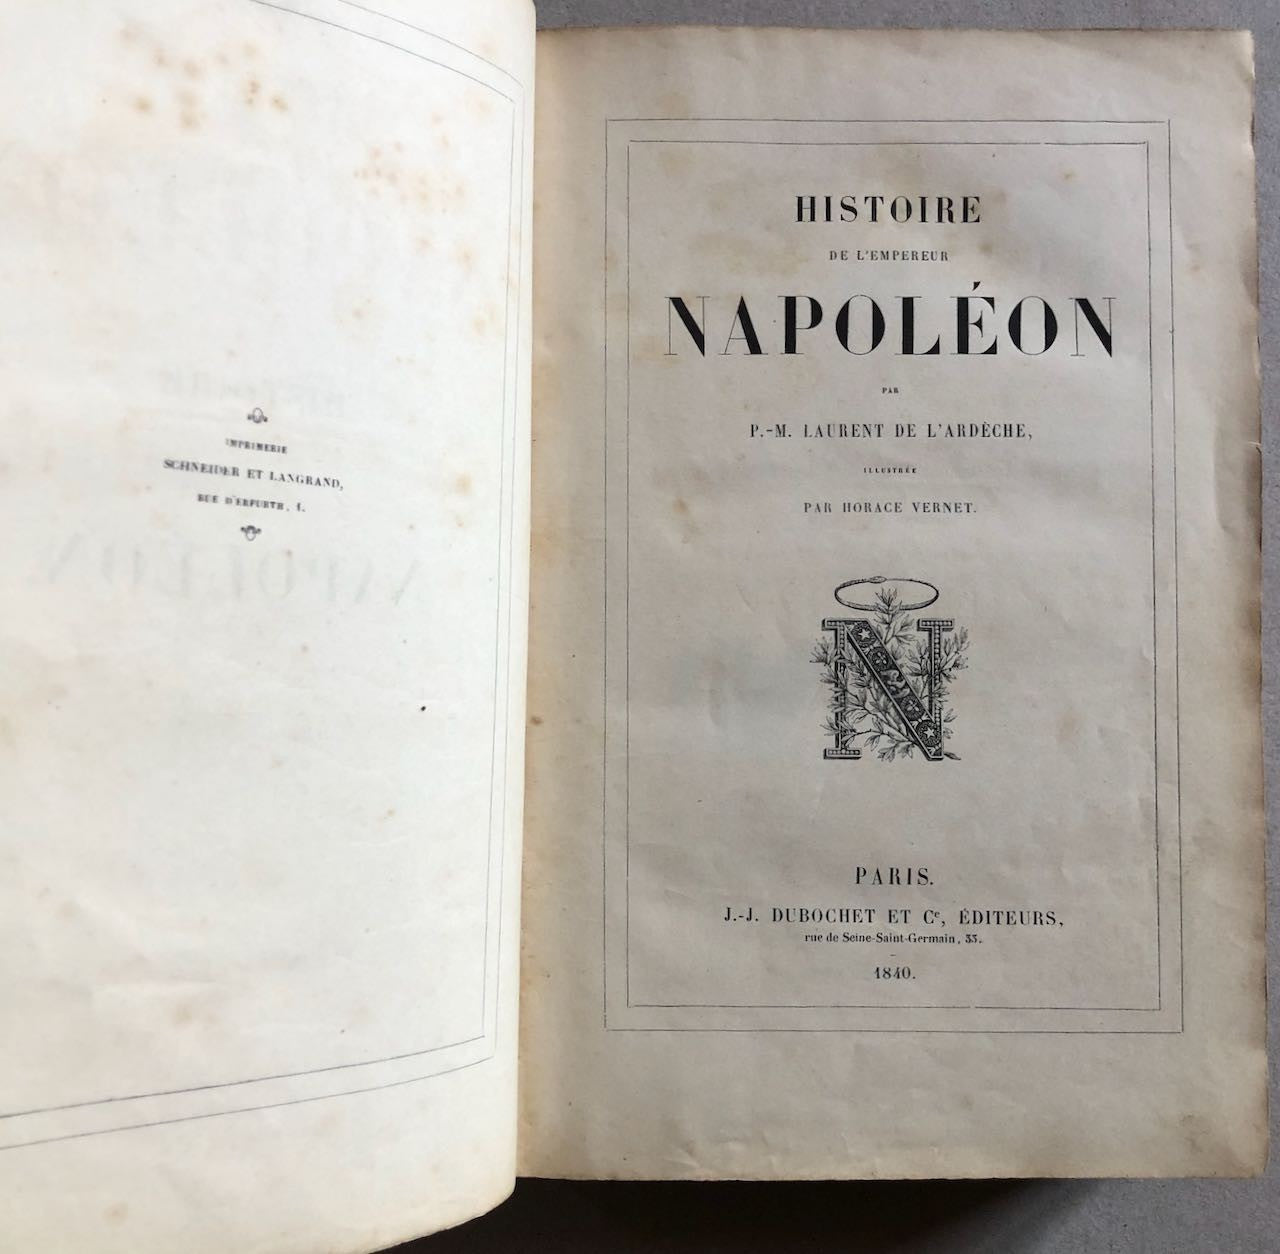 IMPRIMERIE
SCHNEIDER ET LANGRAND,
RUE D'ERFURTH, 1.
HISTOIRE
DE L'EMPEREUR
NAPOLÉON
PAR
P.-M. LAURENT DE L'ARDÈCHE,
ILLUSTRÉE
PAR HORACE VERNET.
N
PARIS.
J.-J. DUBOCHET ET Ce, ÉDITEURS,
rue de Seine-Saint-Germain, 33.
1840.